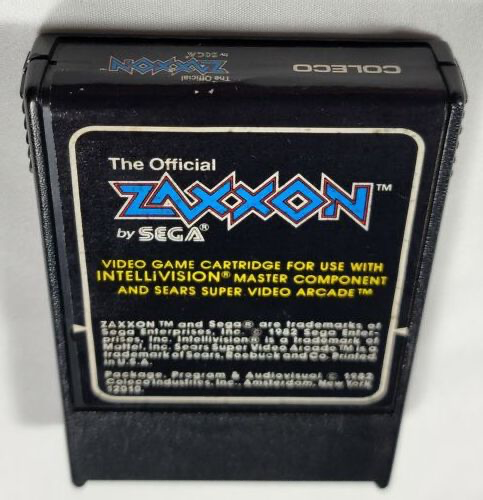 The Official
ZAXXON™
by SEGA®
COLECO
The Official
ZAXXON™
by SEGA®
VIDEO GAME CARTRIDGE FOR USE WITH
INTELLIVISION® MASTER COMPONENT
AND SEARS SUPER VIDEO ARCADE™
ZAXXON™ and Sega® are trademarks of
Sega Enterprises, Inc. © 1982 Sega Enter-
prises, Inc. Intellivision® is a trademark of
Mattel, Inc. Sears Super Video Arcade™ is a
trademark of Sears, Roebuck and Co. Printed
in U.S.A.
Package, Program & Audiovisual © 1982
Coleco Industries, Inc., Amsterdam, New York
12010.